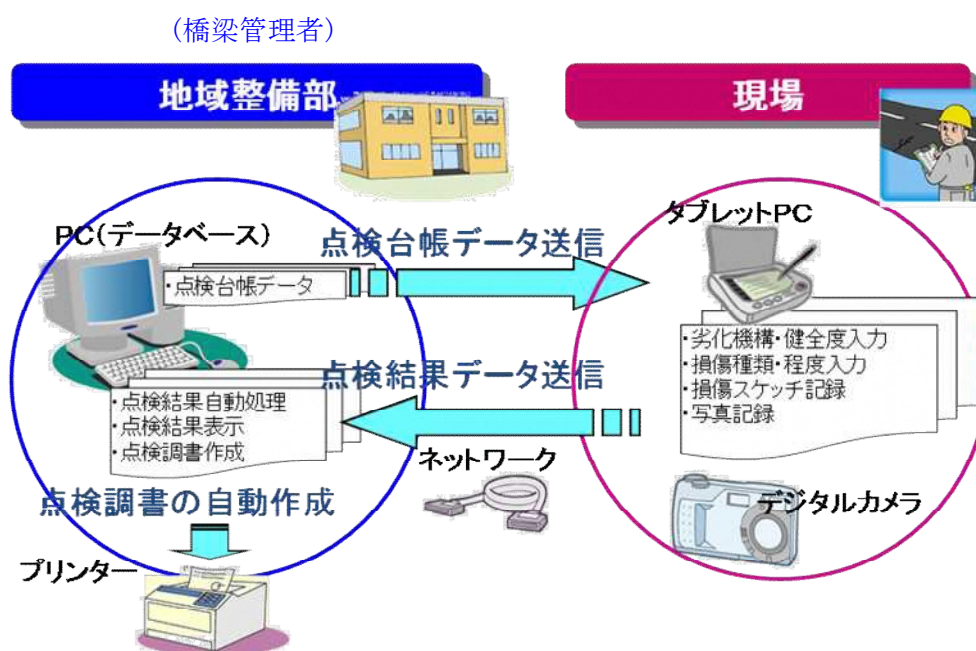 (橋梁管理者)
地域整備部
現場
PC(データベース)
点検台帳データ送信
タブレットPC
・点検台帳データ
・劣化機構・健全度入力
・損傷種類・程度入力
・損傷スケッチ記録
・写真記録
点検結果データ送信
・点検結果自動処理
・点検結果表示
・点検調書作成
ネットワーク
点検調書の自動作成
デジタルカメラ
プリンター